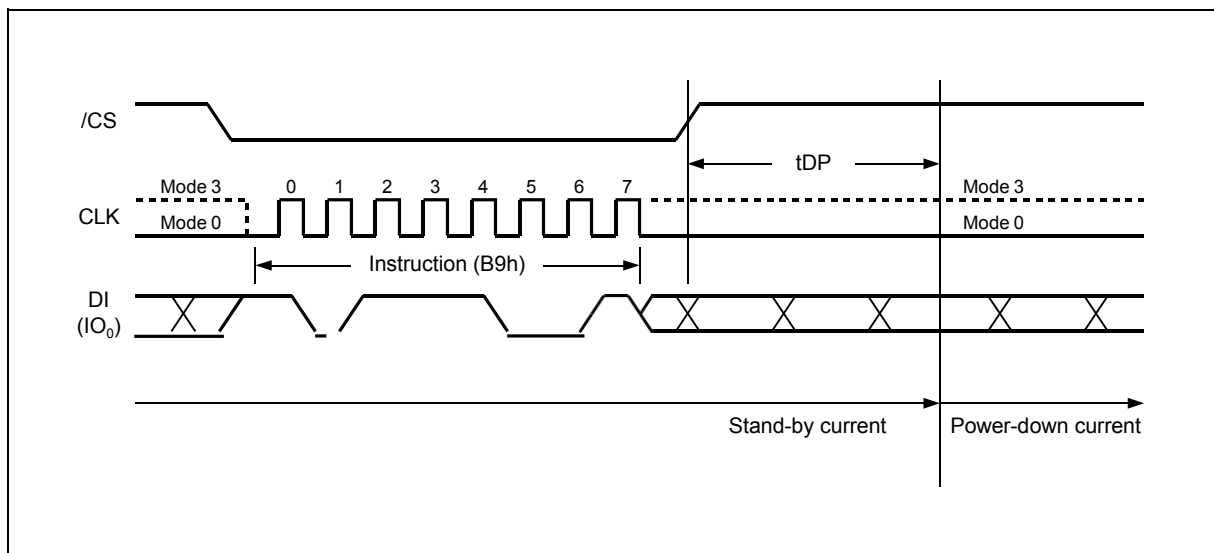 /CS
tDP
Mode 3 0 1 2 3 4 5 6 7 Mode 3
CLK
Mode 0 Mode 0
Instruction (B9h)
DI
(IO₀)
Stand-by current Power-down current